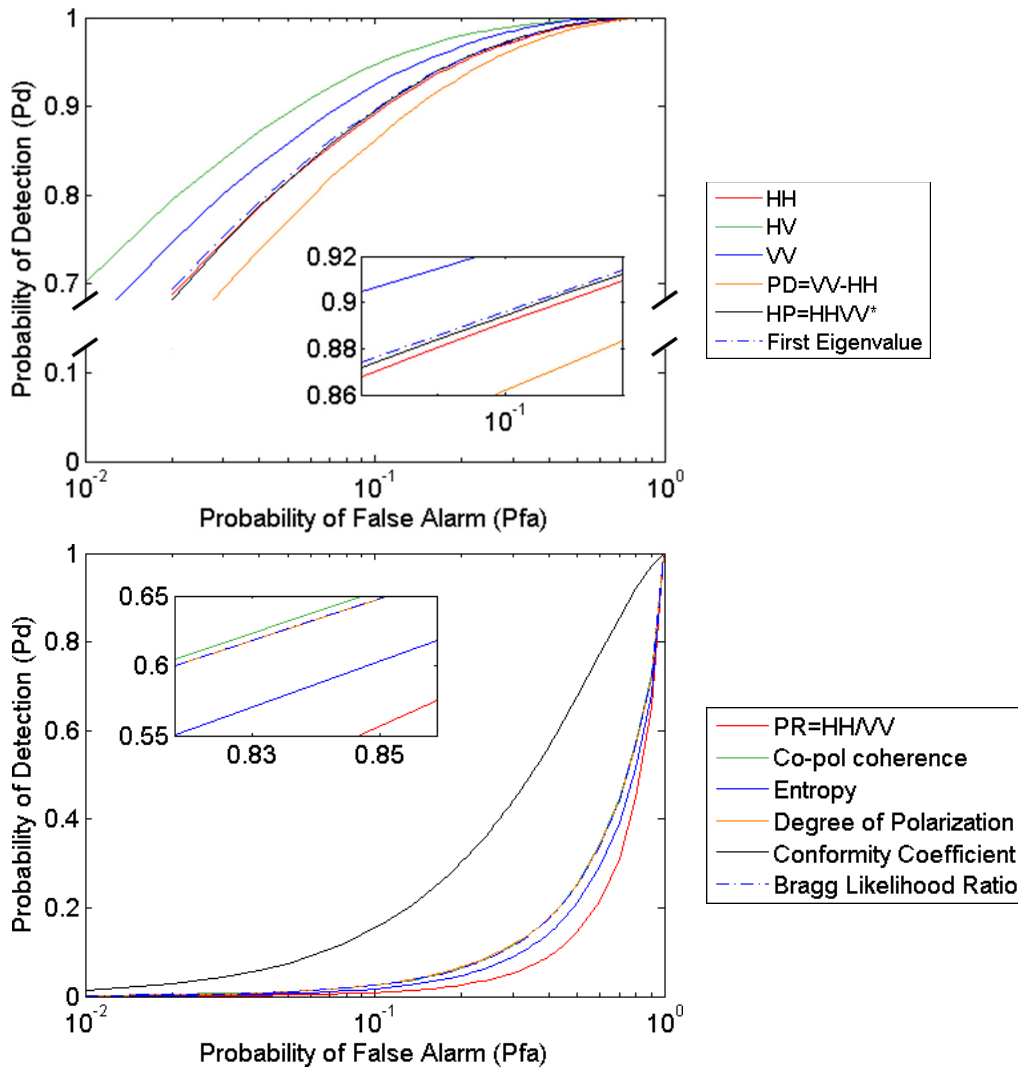 1
0.9
0.8
0.7
0.1
0
Probability of Detection (Pd)
0.92
0.9
0.88
0.86
10^-1
10^-2
10^-1
10^0
Probability of False Alarm (Pfa)
HH
HV
VV
PD=VV-HH
HP=HHVV*
First Eigenvalue
1
0.8
0.6
0.4
0.2
0
Probability of Detection (Pd)
0.65
0.6
0.55
0.83
0.85
10^-2
10^-1
10^0
Probability of False Alarm (Pfa)
PR=HH/VV
Co-pol coherence
Entropy
Degree of Polarization
Conformity Coefficient
Bragg Likelihood Ratio